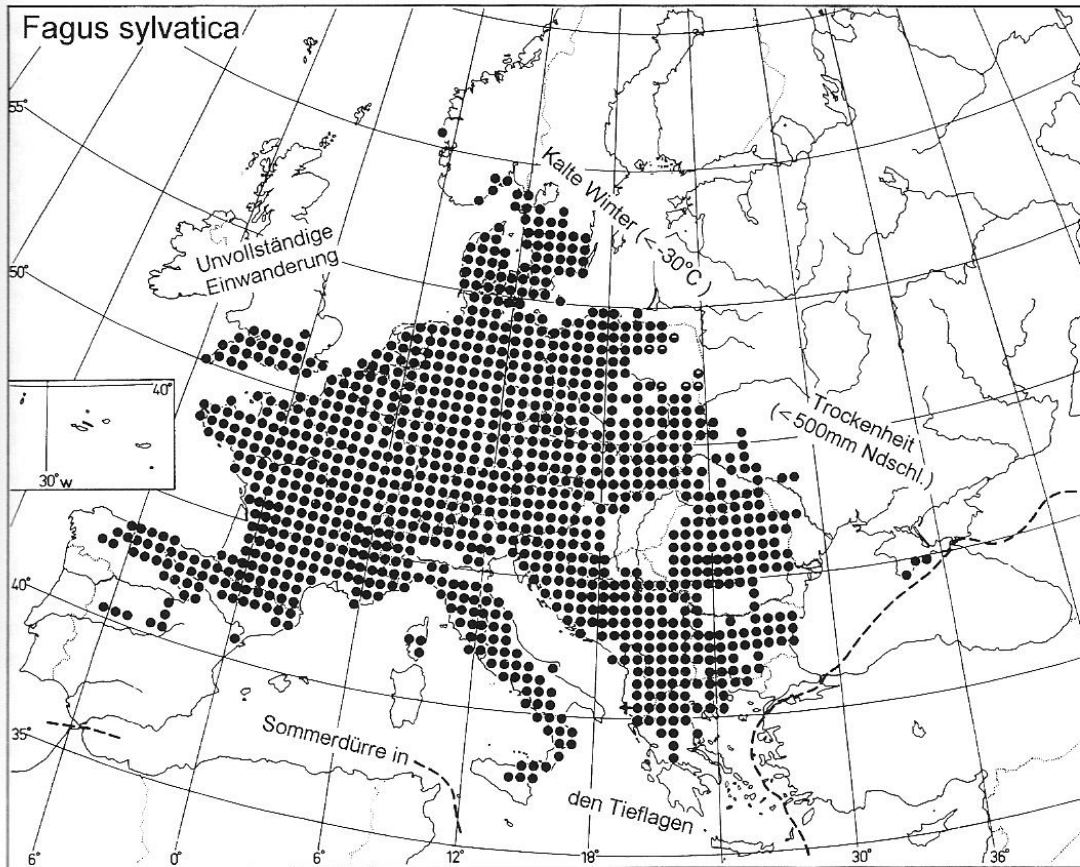 Fagus sylvatica
55°
Kalte Winter (<-30°C)
Unvollständige
Einwanderung
50°
40°
30°W
Trockenheit
(<500mm Ndschl.)
40°
35°
Sommerdürre in
den Tieflagen
6°
0°
6°
12°
18°
24
30°
36°